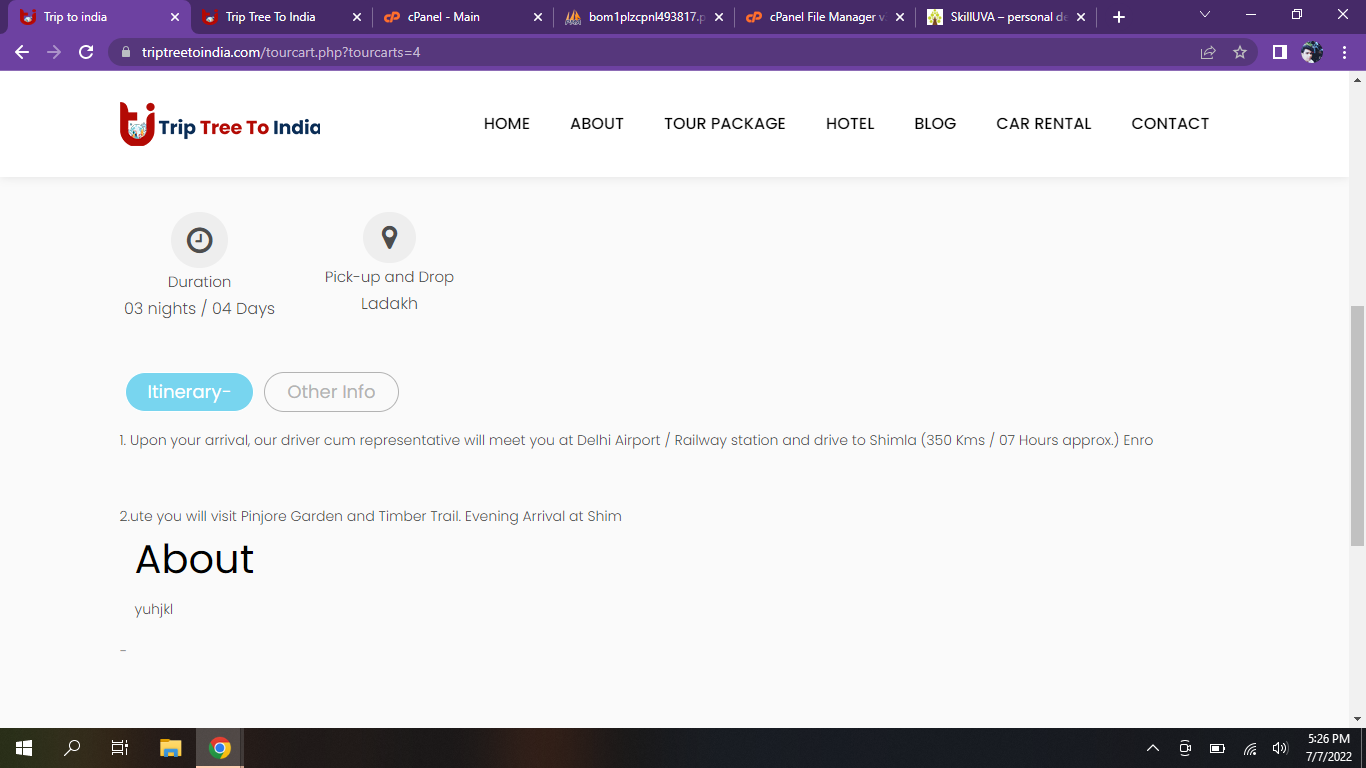 Trip to india
Trip Tree To India
cPanel - Main
bom1plzcpnl493817.p
cPanel File Manager v
SkillUVA – personal de
triptreetoindia.com/tourcart.php?tourcarts=4
Trip Tree To India
HOME ABOUT TOUR PACKAGE HOTEL BLOG CAR RENTAL CONTACT
Duration
03 nights / 04 Days
Pick-up and Drop
Ladakh
Itinerary-
Other Info
1. Upon your arrival, our driver cum representative will meet you at Delhi Airport / Railway station and drive to Shimla (350 Kms / 07 Hours approx.) Enro
2.ute you will visit Pinjore Garden and Timber Trail. Evening Arrival at Shim
About
yuhjkl
-
5:26 PM
7/7/2022